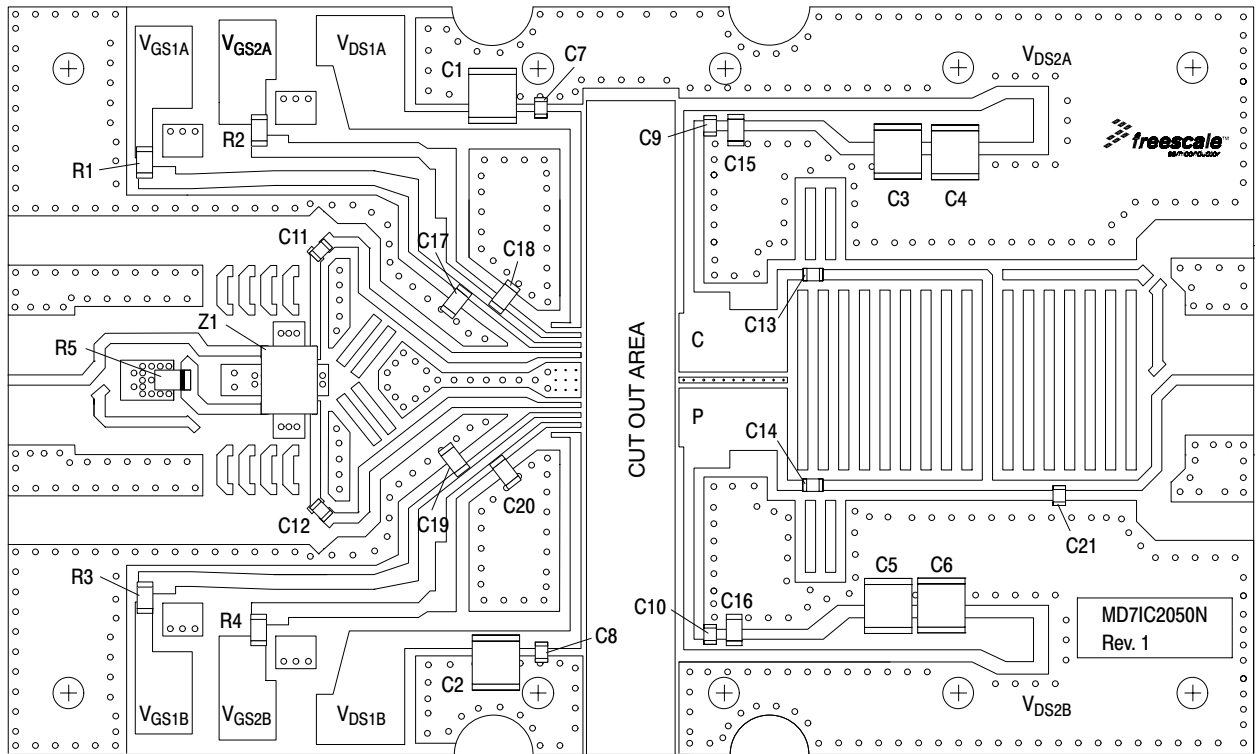 VGS1A VGS2A VDS1A
C1 C7
VDS2A
R2
R1
C9
C15
C3 C4
freescale™
semiconductor
C11 C17
C18
C13
Z1
R5
C
CUT OUT AREA
P
C14
C12 C19 C20
C21
R3
R4
C5 C6
C10 C16
C8
C2
MD7IC2050N
Rev. 1
VGS1B VGS2B VDS1B
VDS2B